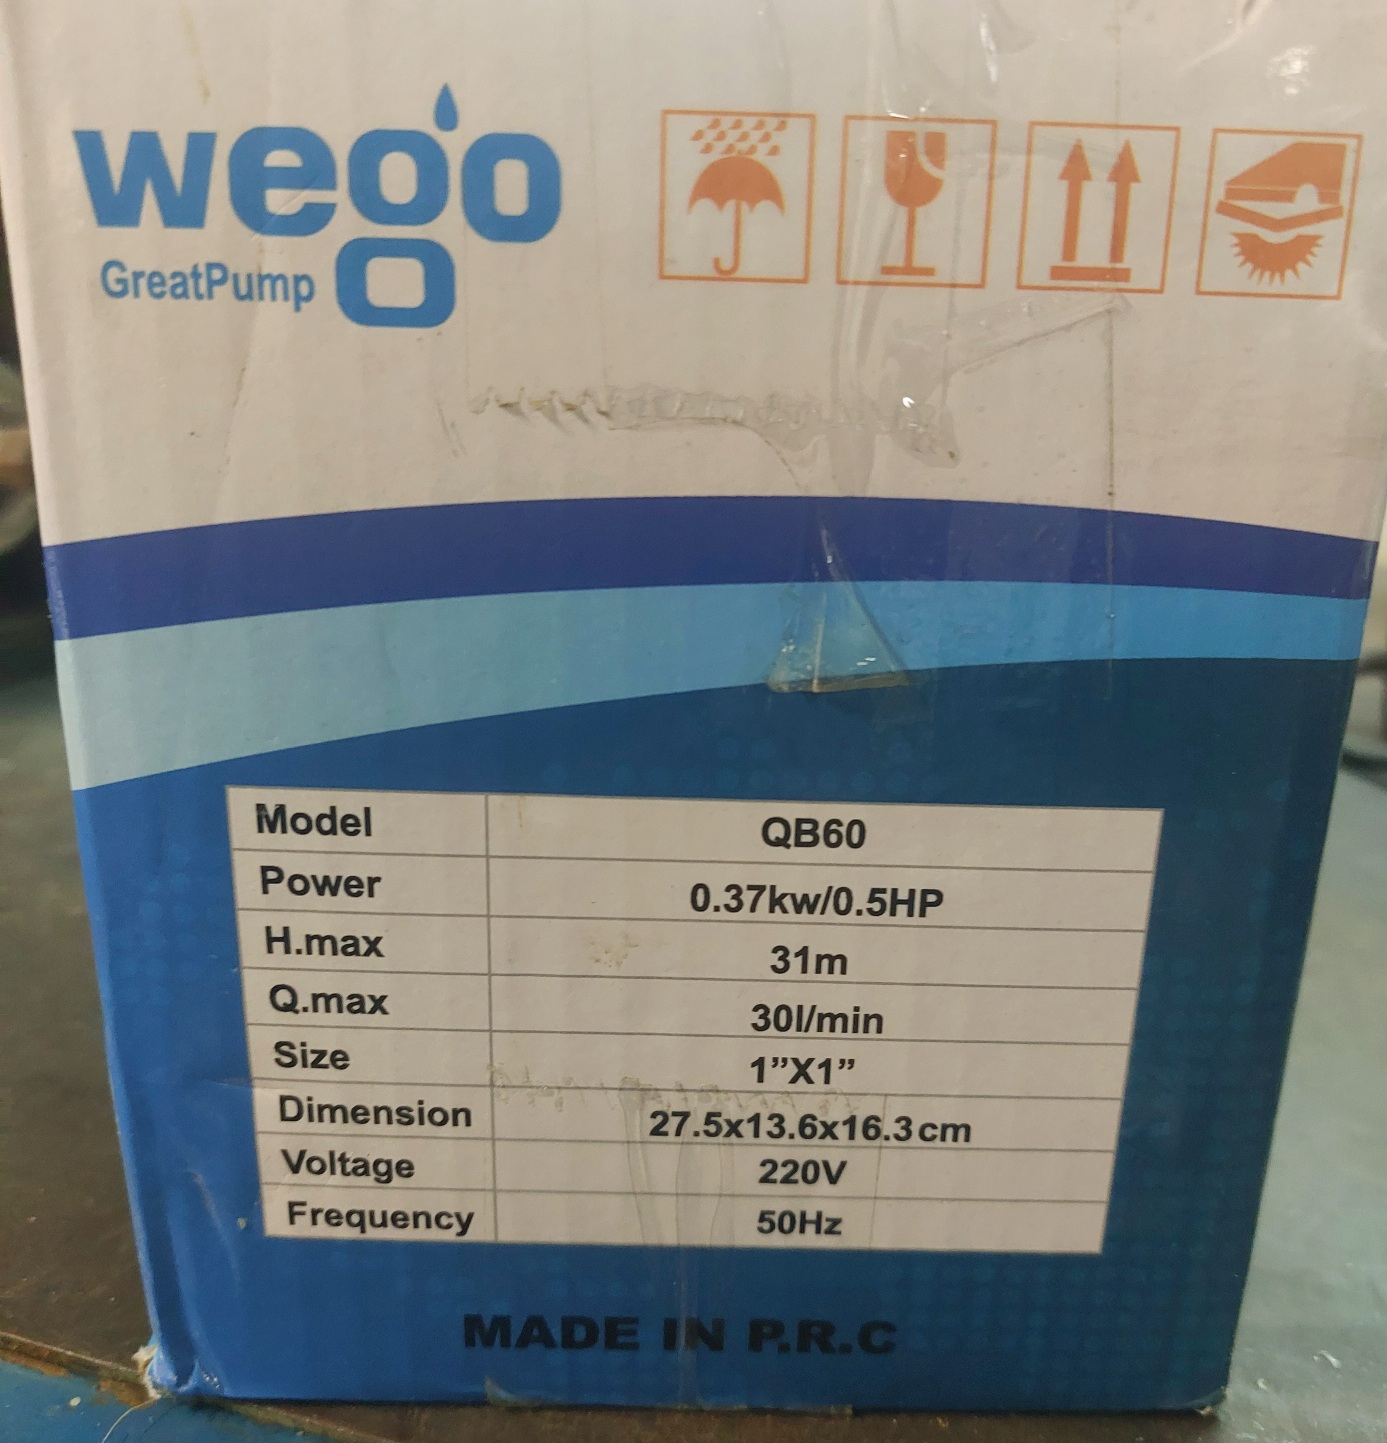 wego
GreatPump
Model QB60
Power 0.37kw/0.5HP
H.max 31m
Q.max 30l/min
Size 1”X1”
Dimension 27.5x13.6x16.3cm
Voltage 220V
Frequency 50Hz
MADE IN P.R.C